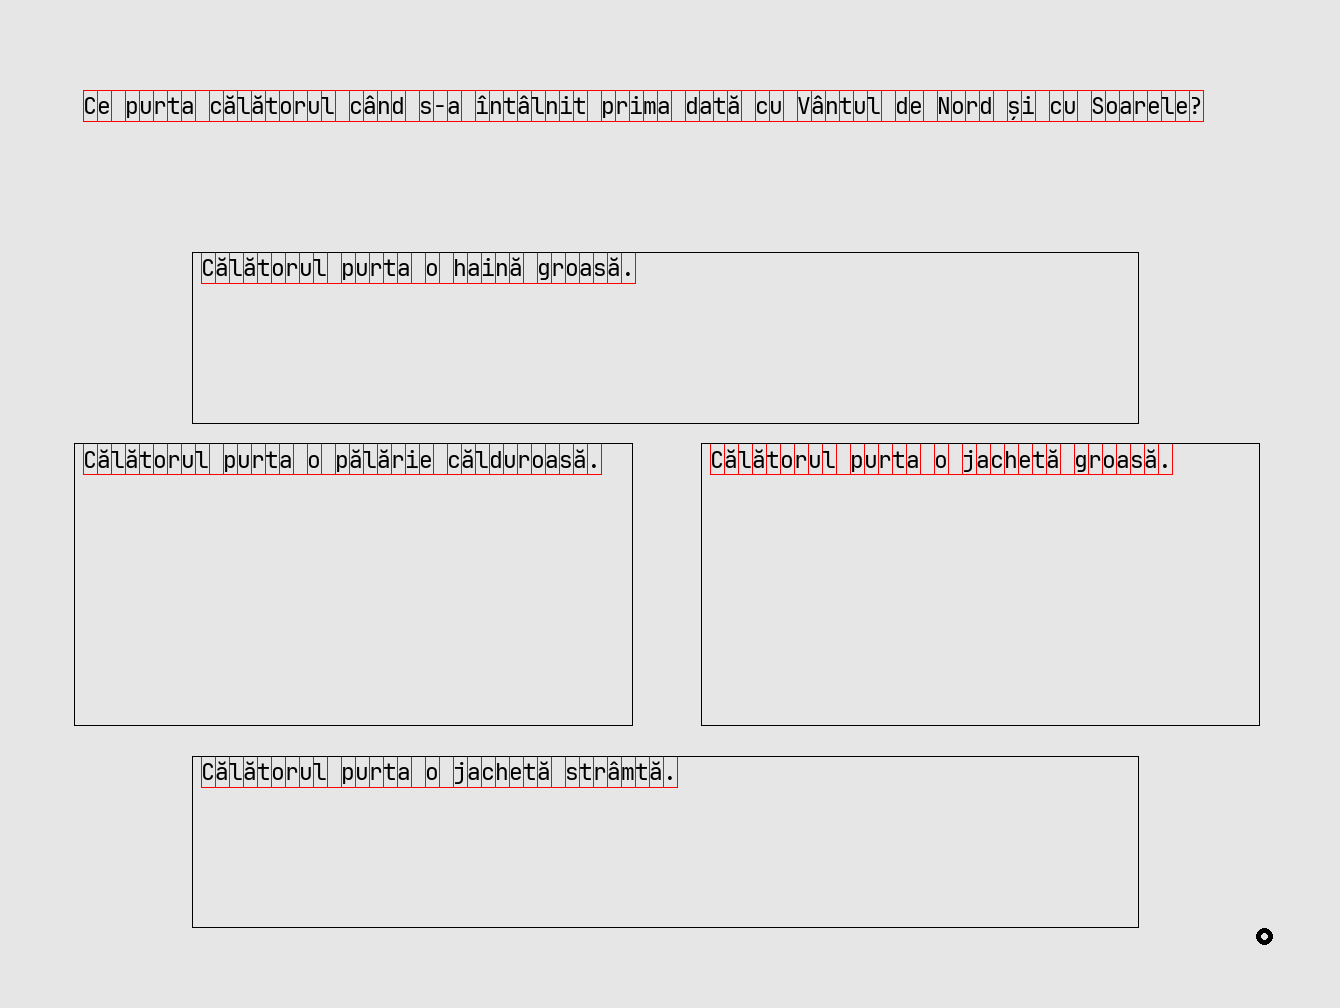 Ce purta călătorul când s-a întâlnit prima dată cu Vântul de Nord și cu Soarele?
Călătorul purta o haină groasă.
Călătorul purta o pălărie călduroasă.
Călătorul purta o jachetă groasă.
Călătorul purta o jachetă strâmtă.